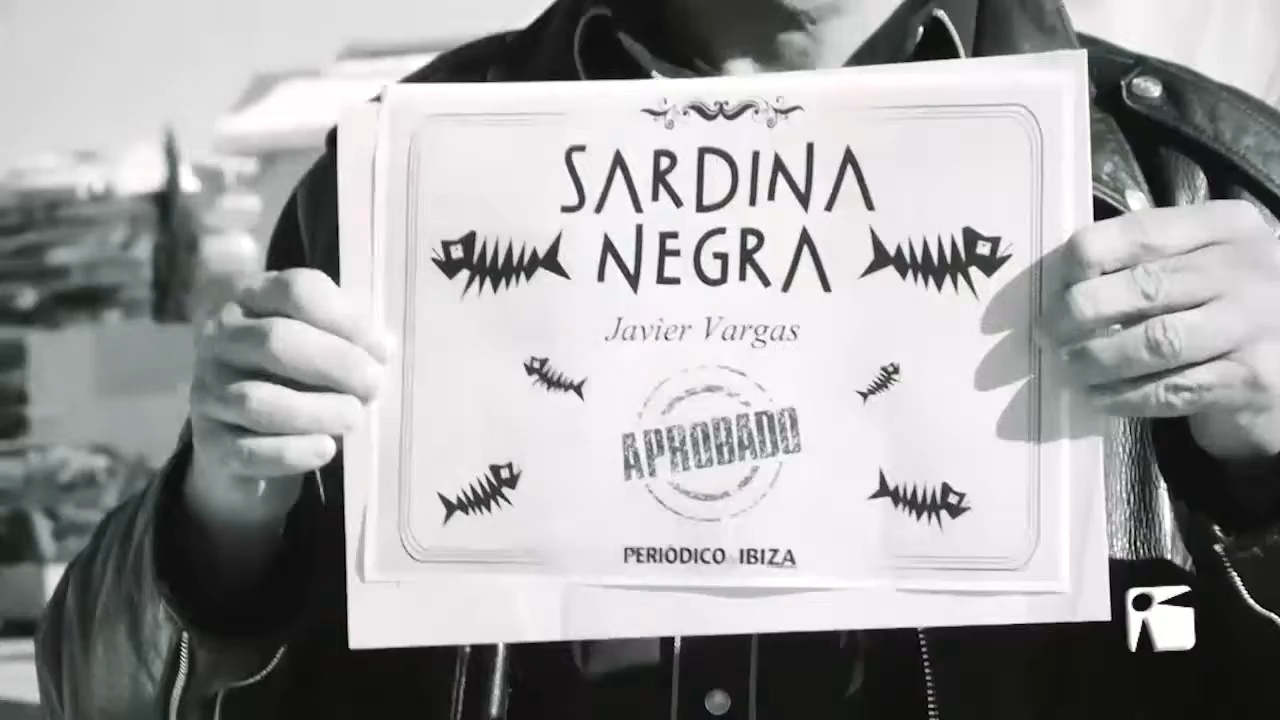 SARDINA
NEGRA
Javier Vargas
APROBADO
PERIÓDICO IBIZA